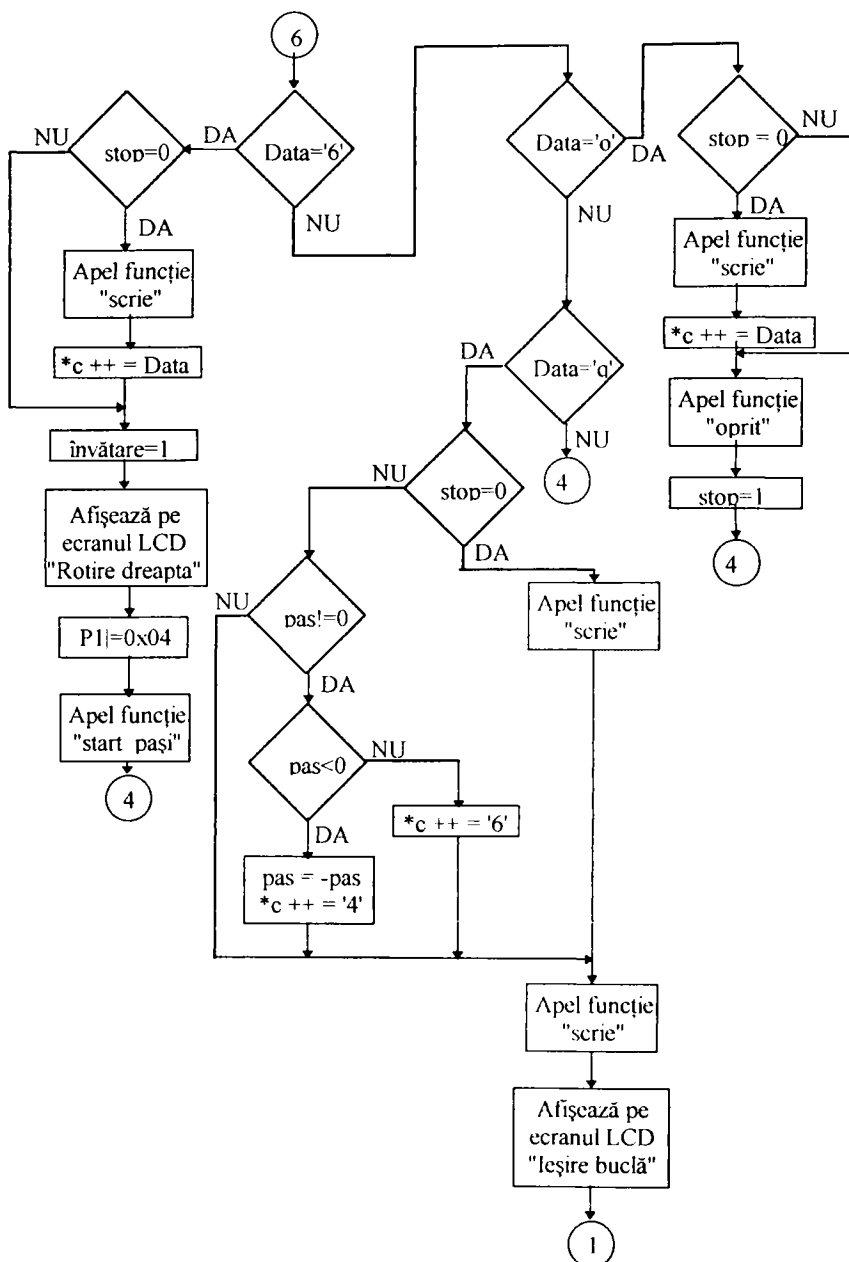 6
NU
stop=0
DA
Data='6'
NU
DA
Apel funcție
"scrie"
*c ++ = Data
învătare=1
Afișează pe
ecranul LCD
"Rotire dreapta"
P1|=0x04
Apel funcție
"start pași"
4
Data='o'
DA
NU
stop = 0
NU
DA
Apel funcție
"scrie"
*c ++ = Data
Apel funcție
"oprit"
stop=1
4
DA
Data='q'
NU
4
NU
stop=0
DA
Apel funcție
"scrie"
NU
pas!=0
DA
pas<0
NU
*c ++ = '6'
DA
pas = -pas
*c ++ = '4'
Apel funcție
"scrie"
Afișează pe
ecranul LCD
"Ieșire buclă"
1